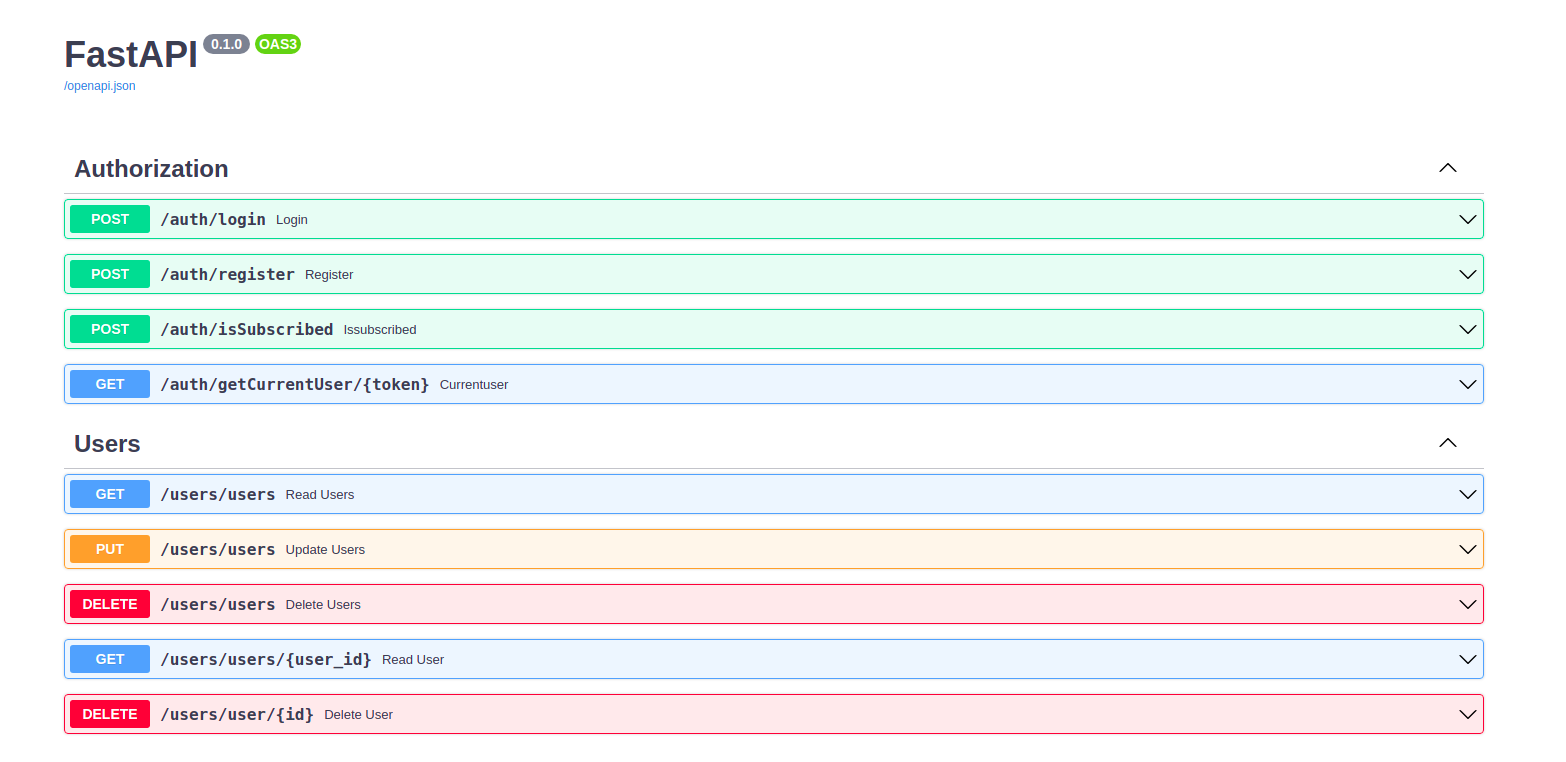 FastAPI 0.1.0 OAS3
/openapi.json
Authorization
POST /auth/login Login
POST /auth/register Register
POST /auth/isSubscribed Issubscribed
GET /auth/getCurrentUser/{token} Currentuser
Users
GET /users/users Read Users
PUT /users/users Update Users
DELETE /users/users Delete Users
GET /users/users/{user_id} Read User
DELETE /users/user/{id} Delete User